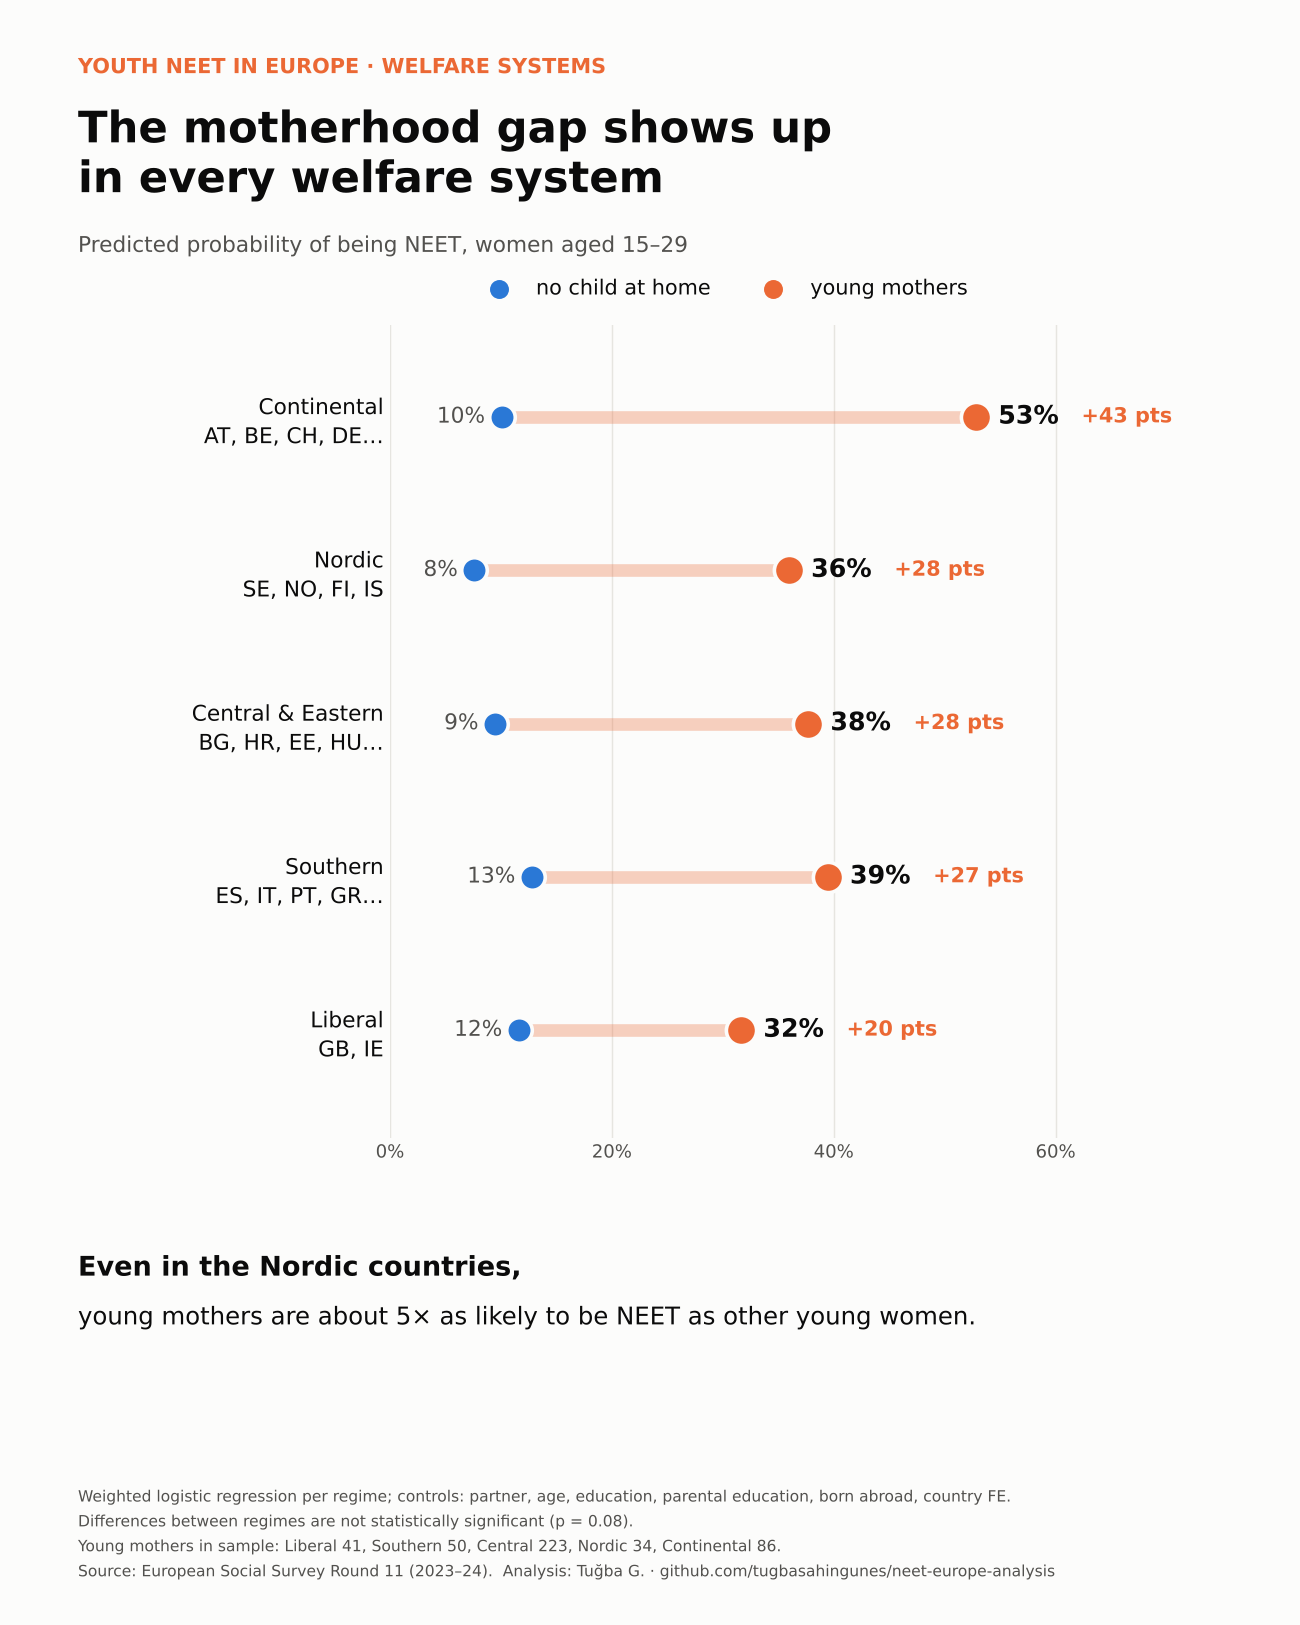 YOUTH NEET IN EUROPE · WELFARE SYSTEMS
The motherhood gap shows up
in every welfare system
Predicted probability of being NEET, women aged 15–29
no child at home young mothers
Continental
AT, BE, CH, DE…
10% 53% +43 pts
Nordic
SE, NO, FI, IS
8% 36% +28 pts
Central & Eastern
BG, HR, EE, HU…
9% 38% +28 pts
Southern
ES, IT, PT, GR…
13% 39% +27 pts
Liberal
GB, IE
12% 32% +20 pts
0% 20% 40% 60%
Even in the Nordic countries,
young mothers are about 5× as likely to be NEET as other young women.
Weighted logistic regression per regime; controls: partner, age, education, parental education, born abroad, country FE.
Differences between regimes are not statistically significant (p = 0.08).
Young mothers in sample: Liberal 41, Southern 50, Central 223, Nordic 34, Continental 86.
Source: European Social Survey Round 11 (2023–24). Analysis: Tuğba G. · github.com/tugbasahingunes/neet-europe-analysis